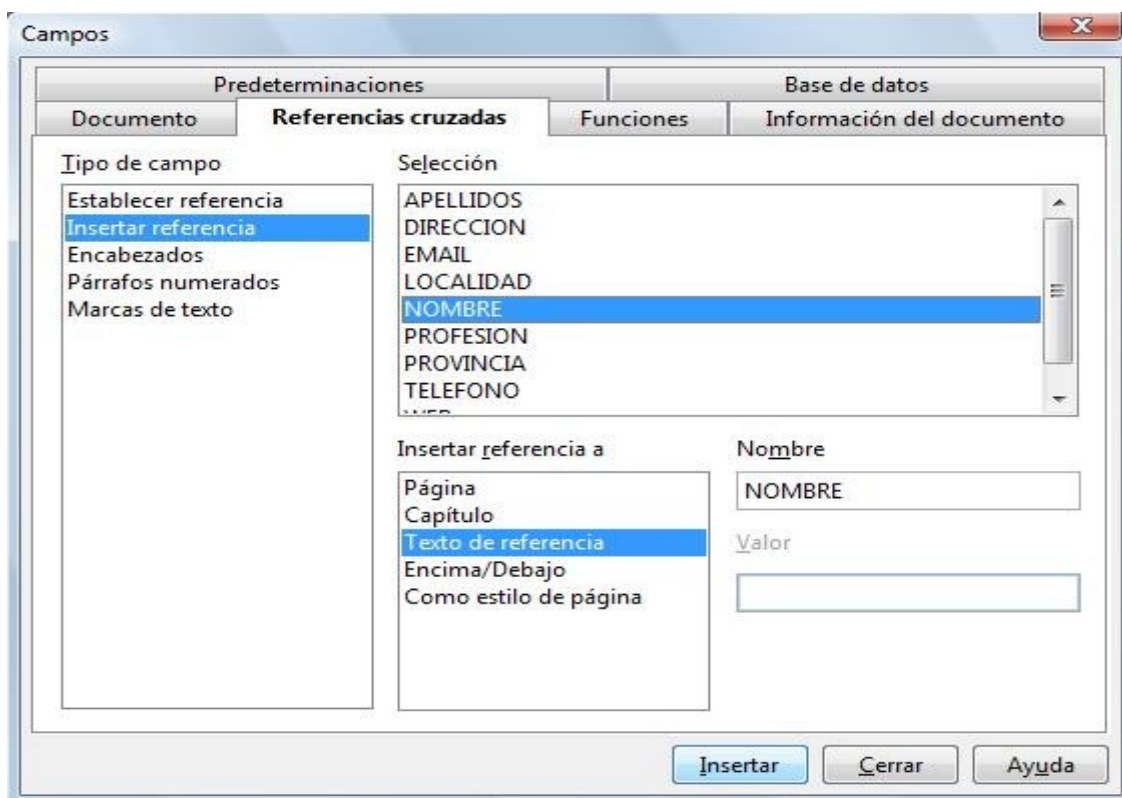 Campos
Predeterminaciones
Base de datos
Documento
Referencias cruzadas
Funciones
Información del documento
Tipo de campo
Establecer referencia
Insertar referencia
Encabezados
Párrafos numerados
Marcas de texto
Selección
APELLIDOS
DIRECCION
EMAIL
LOCALIDAD
NOMBRE
PROFESION
PROVINCIA
TELEFONO
Insertar referencia a
Página
Capítulo
Texto de referencia
Encima/Debajo
Como estilo de página
Nombre
NOMBRE
Valor
Insertar
Cerrar
Ayuda